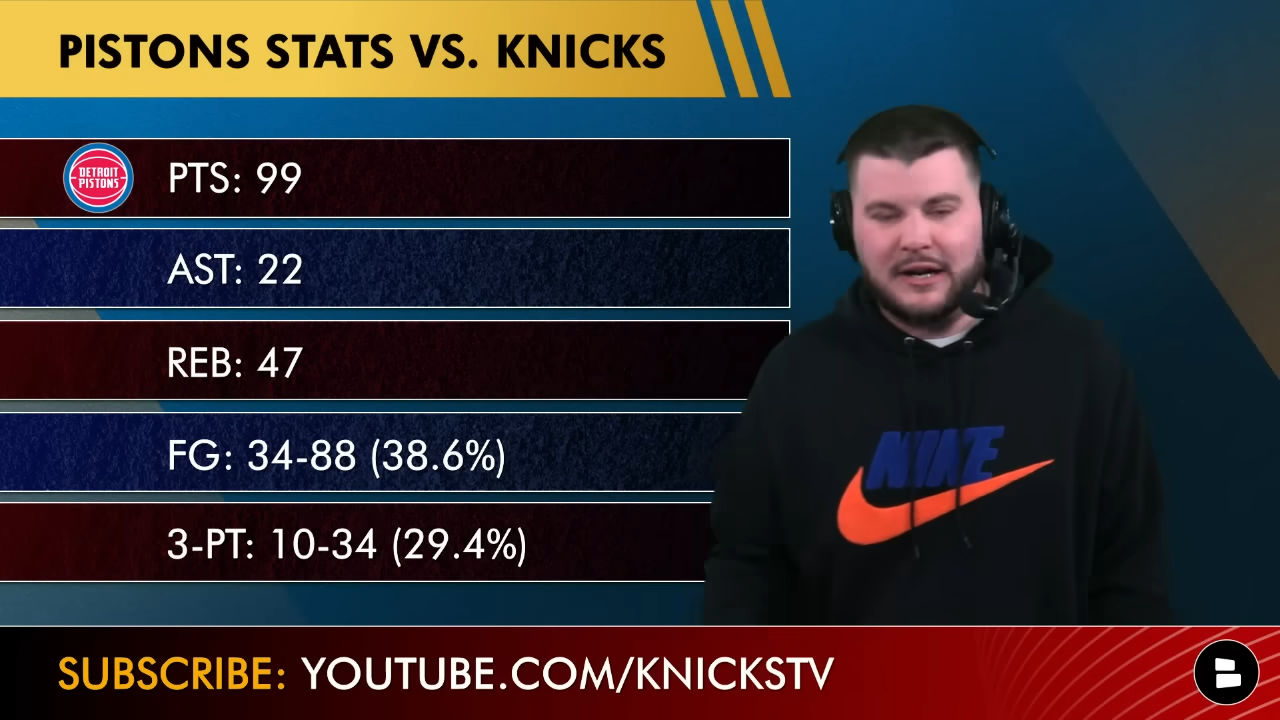 PISTONS STATS VS. KNICKS
DETROIT
PISTONS
PTS: 99
AST: 22
REB: 47
FG: 34-88 (38.6%)
3-PT: 10-34 (29.4%)
NIKE
SUBSCRIBE: YOUTUBE.COM/KNICKSTV